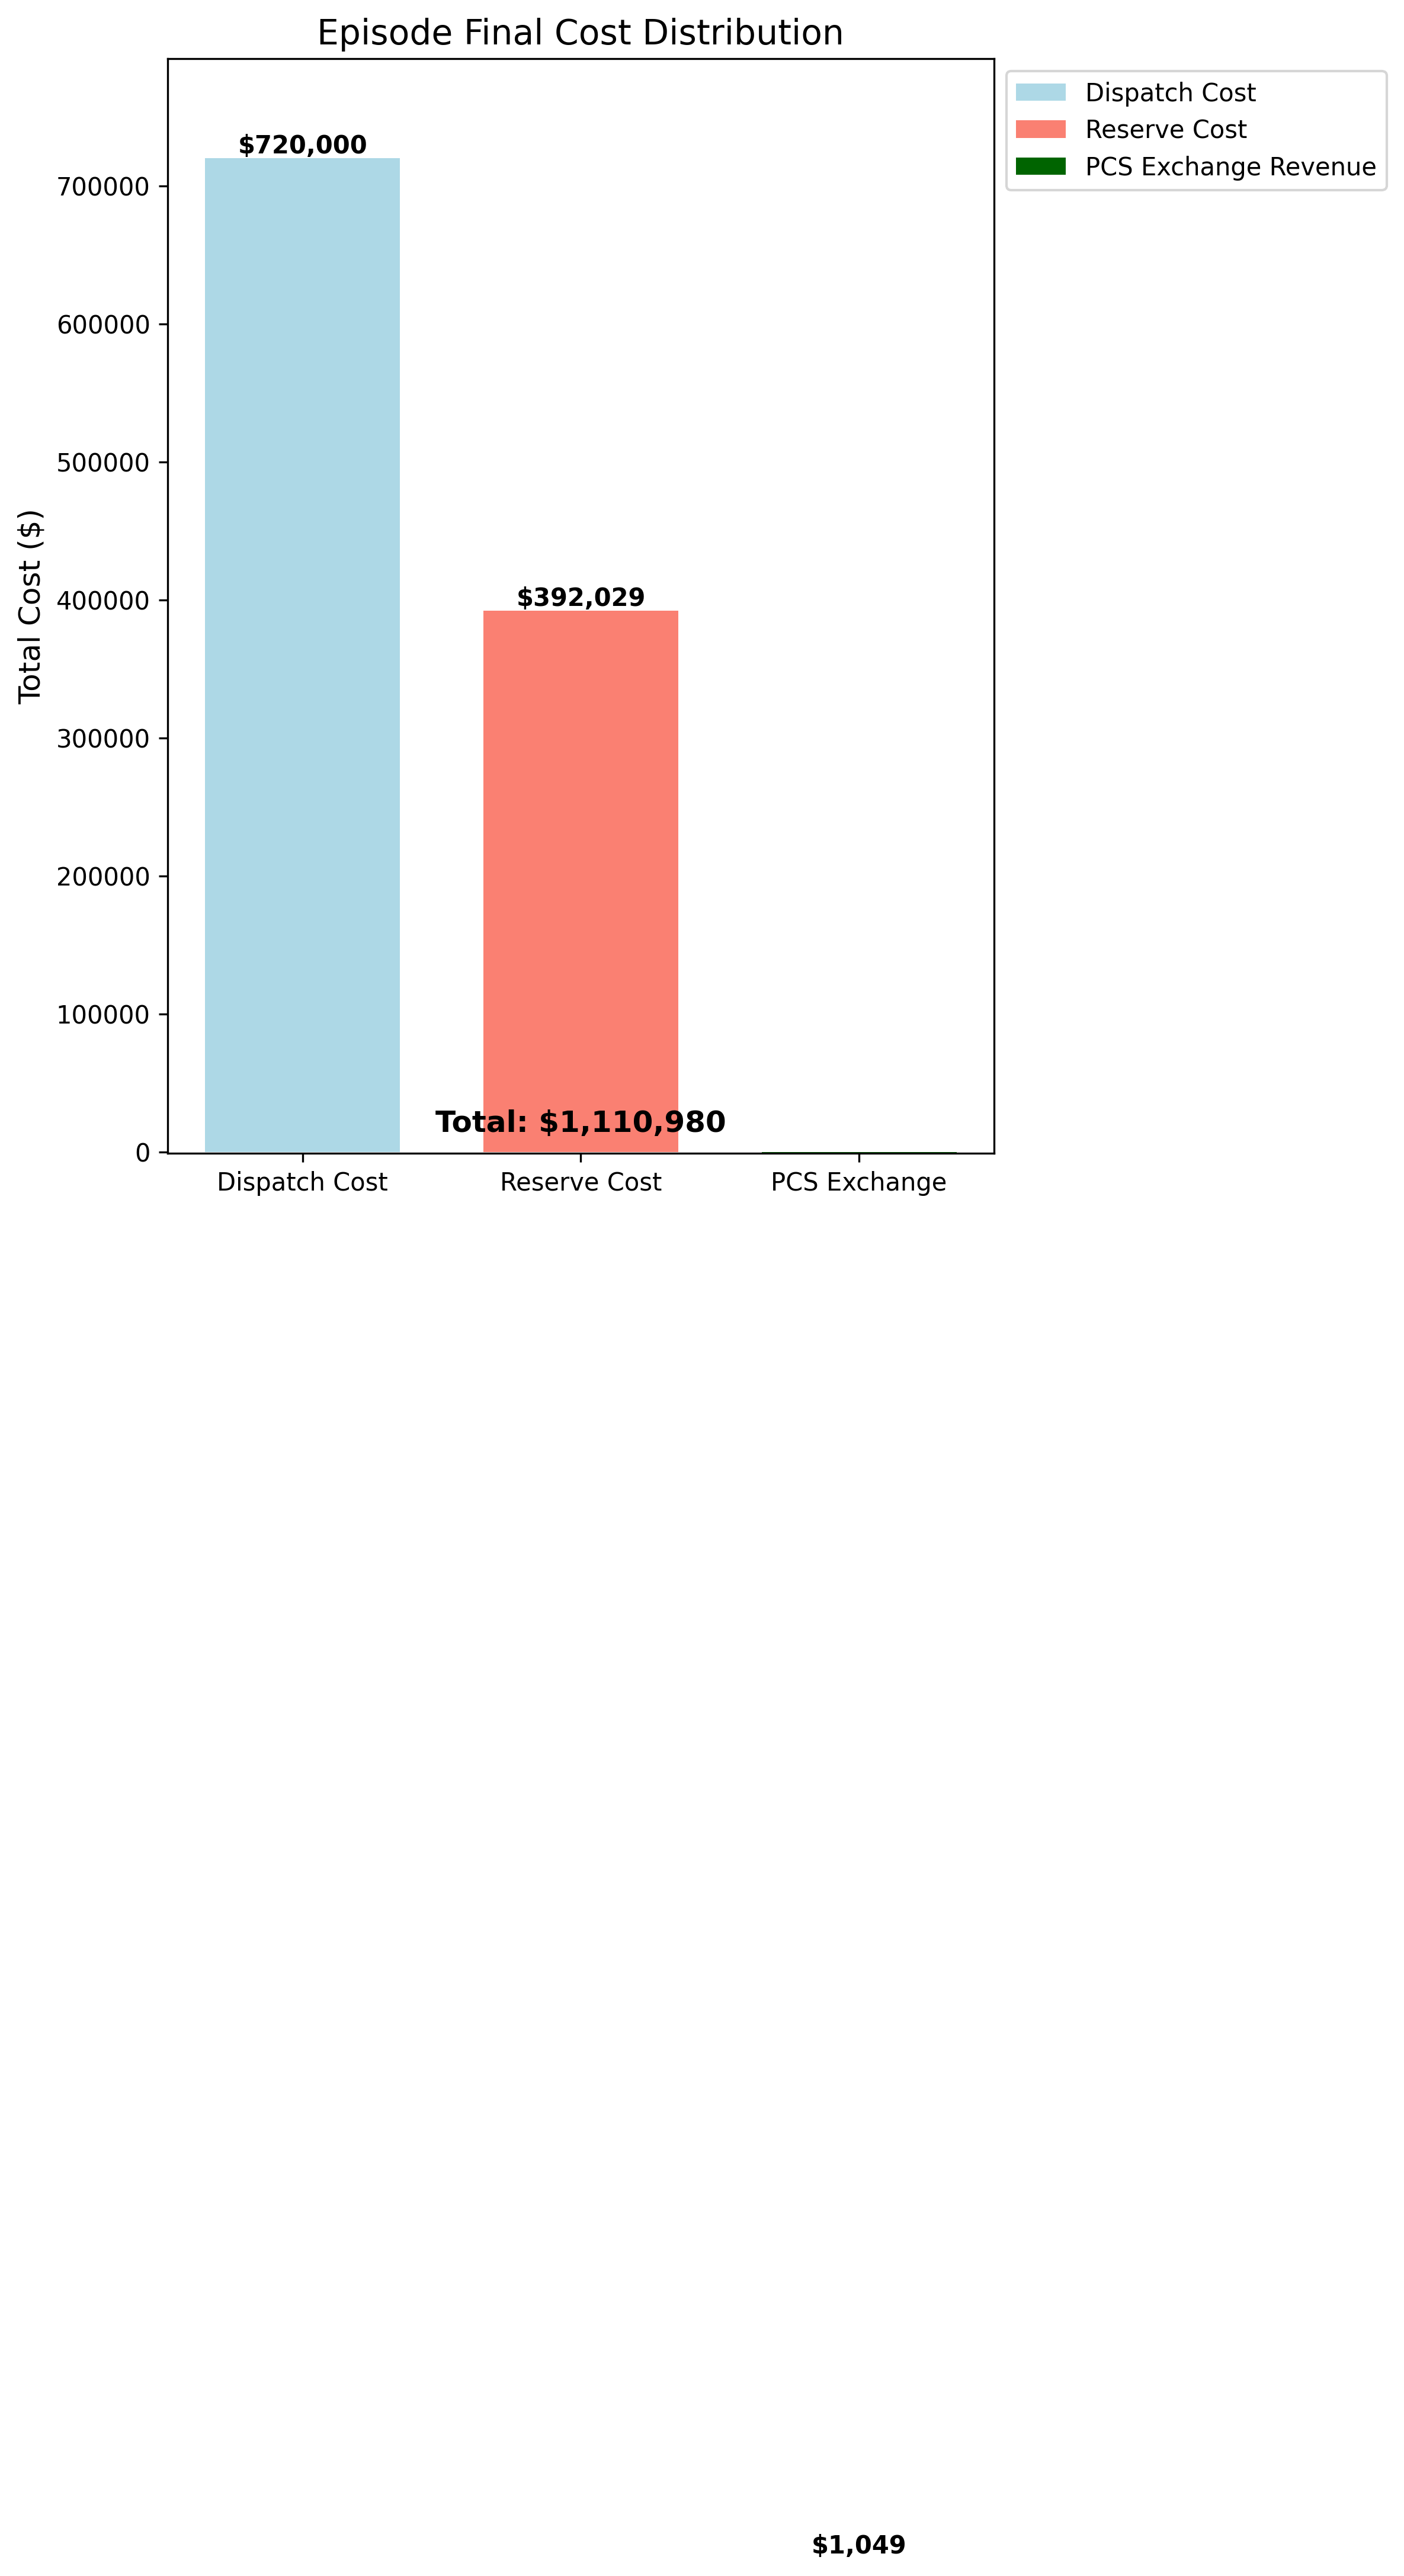 Episode Final Cost Distribution
Dispatch Cost
Reserve Cost
PCS Exchange Revenue
Total Cost ($)
700000
600000
500000
400000
300000
200000
100000
0
$720,000
$392,029
Total: $1,110,980
Dispatch Cost
Reserve Cost
PCS Exchange
$1,049